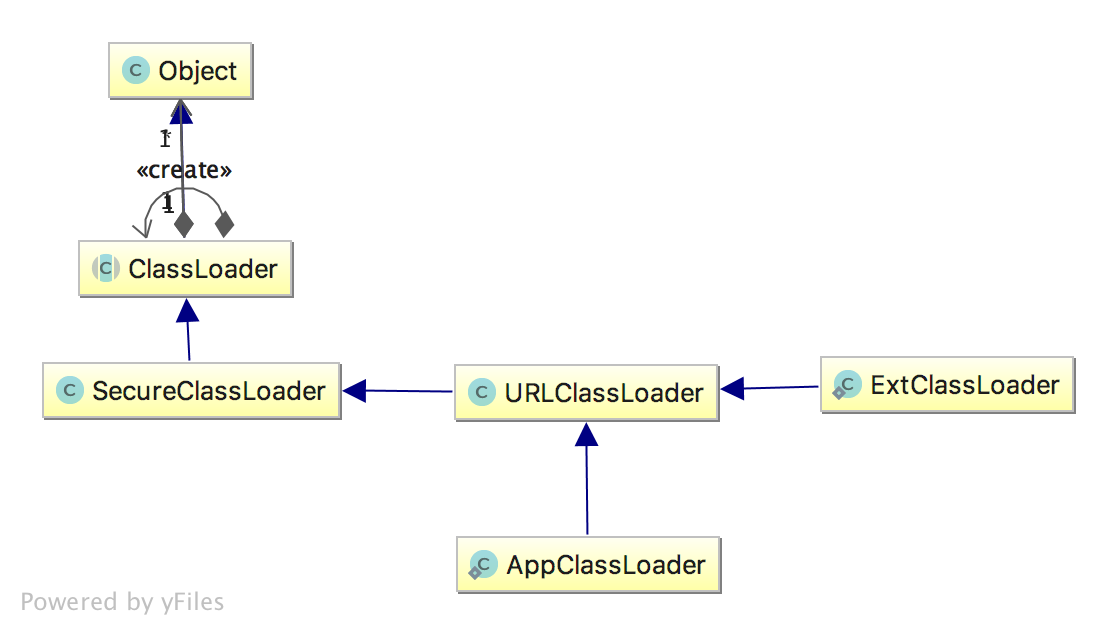 C Object
1
«create»
1
C ClassLoader
C SecureClassLoader
C URLClassLoader
C ExtClassLoader
C AppClassLoader
Powered by yFiles